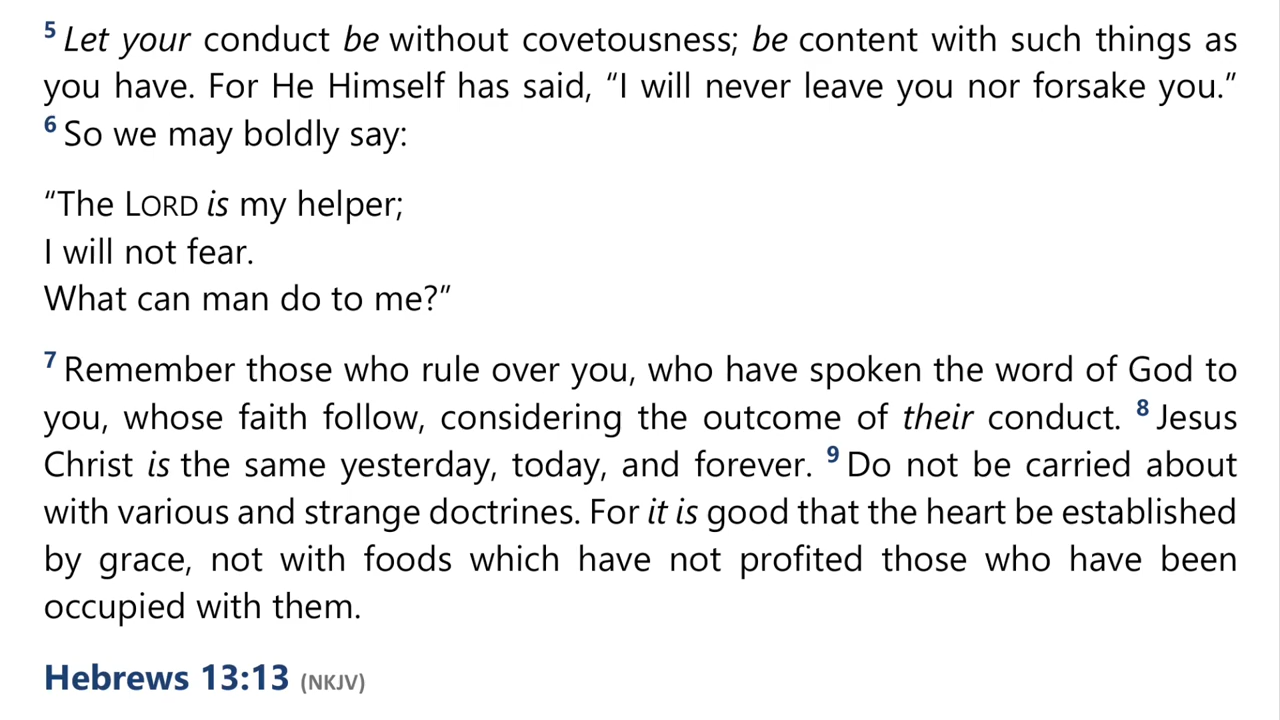 5 Let your conduct be without covetousness; be content with such things as
you have. For He Himself has said, “I will never leave you nor forsake you.”
6 So we may boldly say:
“The LORD is my helper;
I will not fear.
What can man do to me?”
7 Remember those who rule over you, who have spoken the word of God to
you, whose faith follow, considering the outcome of their conduct. 8 Jesus
Christ is the same yesterday, today, and forever. 9 Do not be carried about
with various and strange doctrines. For it is good that the heart be established
by grace, not with foods which have not profited those who have been
occupied with them.
Hebrews 13:13 (NKJV)